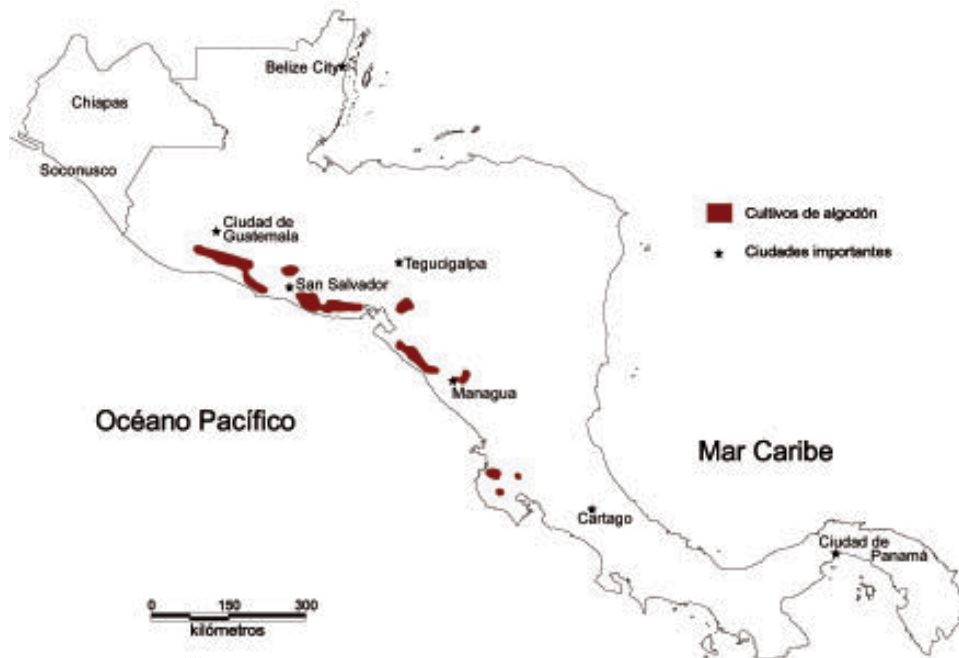 Belize City
Chiapas
Soconusco
Ciudad de
Guatemala
Tegucigalpa
San Salvador
Managua
Cultivos de algodón
Ciudades importantes
Océano Pacífico
Mar Caribe
Cartago
Ciudad de
Panamá
0 150 300
kilómetros